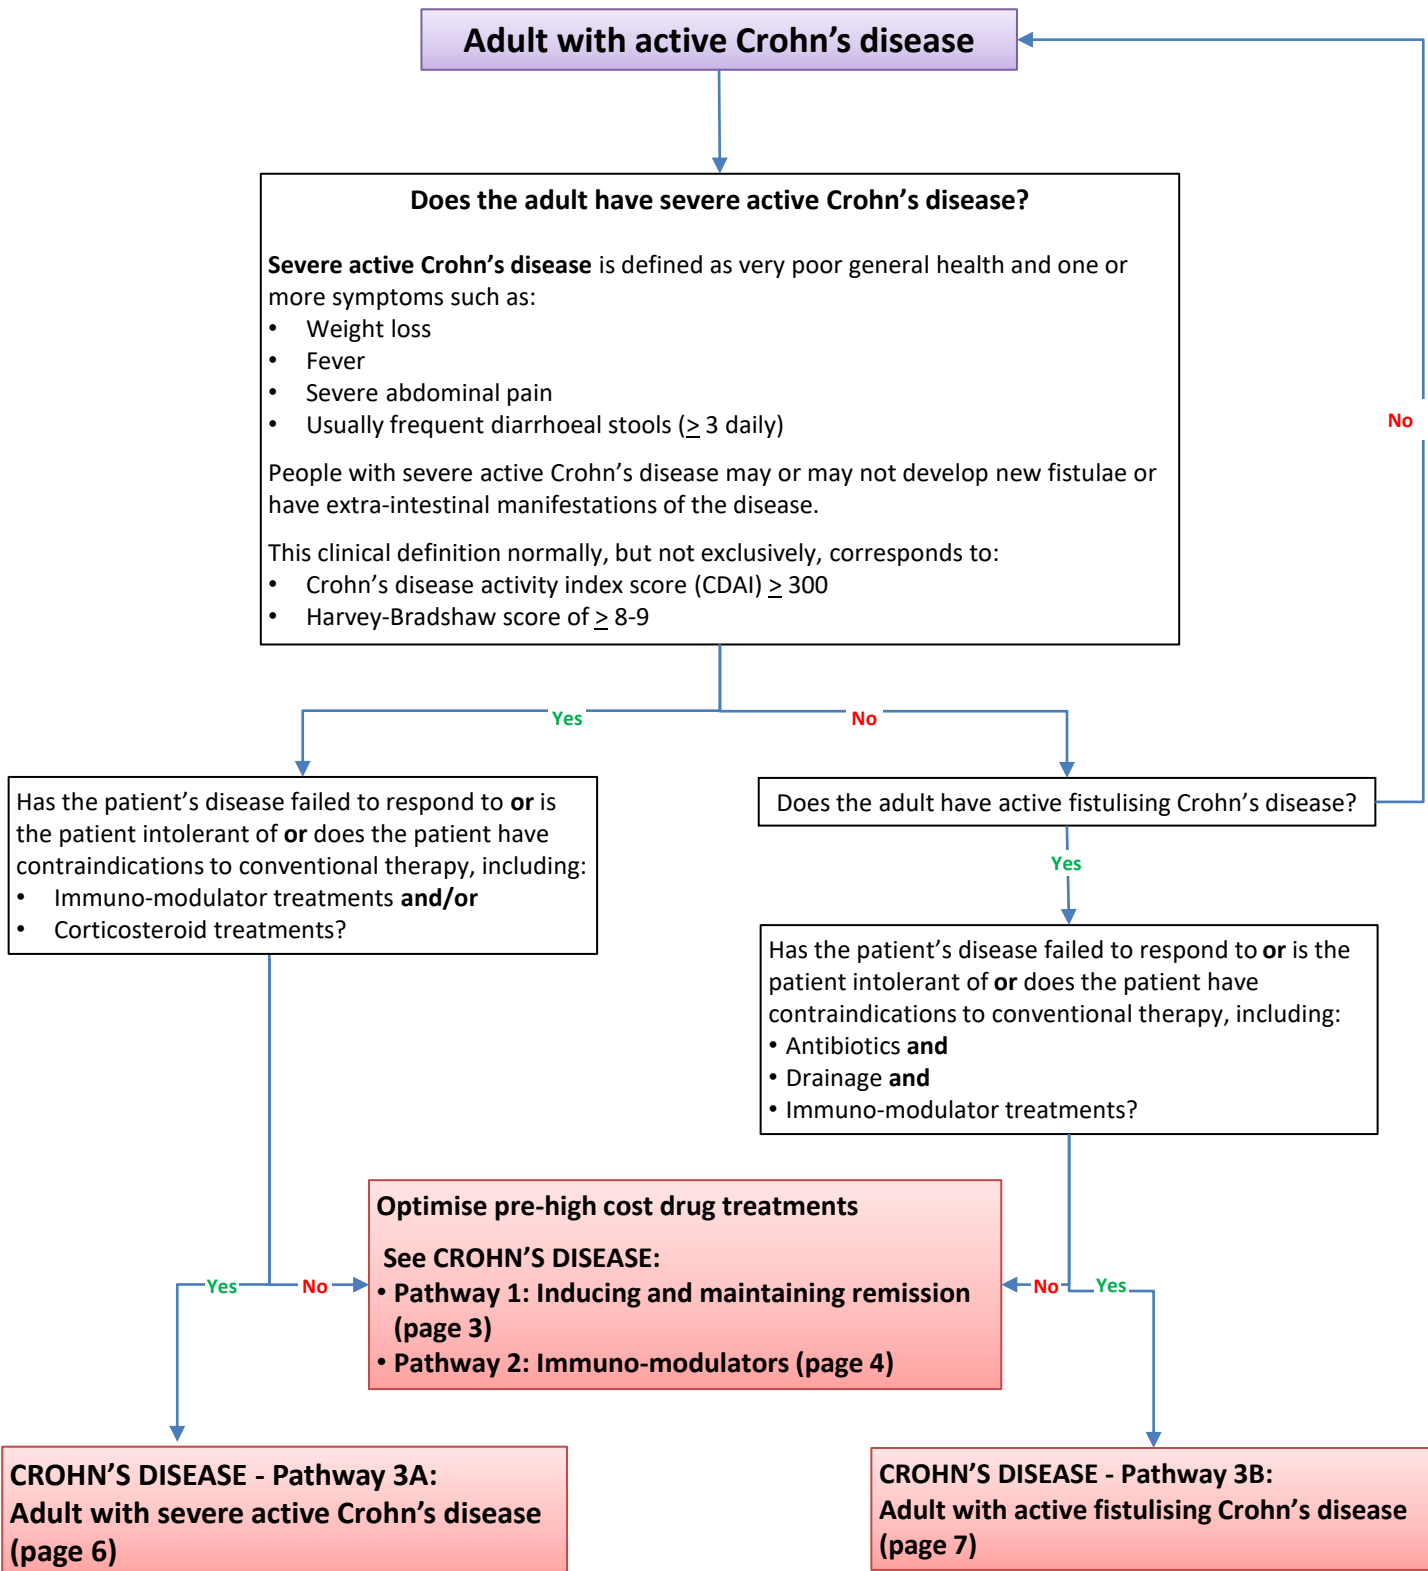 Adult with active Crohn’s disease
Does the adult have severe active Crohn’s disease?
Severe active Crohn’s disease is defined as very poor general health and one or
more symptoms such as:
• Weight loss
• Fever
• Severe abdominal pain
• Usually frequent diarrhoeal stools (≥ 3 daily)
People with severe active Crohn’s disease may or may not develop new fistulae or
have extra-intestinal manifestations of the disease.
This clinical definition normally, but not exclusively, corresponds to:
• Crohn’s disease activity index score (CDAI) ≥ 300
• Harvey-Bradshaw score of ≥ 8-9
No
Yes
No
Has the patient’s disease failed to respond to or is
the patient intolerant of or does the patient have
contraindications to conventional therapy, including:
• Immuno-modulator treatments and/or
• Corticosteroid treatments?
Does the adult have active fistulising Crohn’s disease?
Yes
Has the patient’s disease failed to respond to or is the
patient intolerant of or does the patient have
contraindications to conventional therapy, including:
• Antibiotics and
• Drainage and
• Immuno-modulator treatments?
Optimise pre-high cost drug treatments
See CROHN’S DISEASE:
• Pathway 1: Inducing and maintaining remission
(page 3)
• Pathway 2: Immuno-modulators (page 4)
Yes
No
No
Yes
CROHN’S DISEASE - Pathway 3A:
Adult with severe active Crohn’s disease
(page 6)
CROHN’S DISEASE - Pathway 3B:
Adult with active fistulising Crohn’s disease
(page 7)